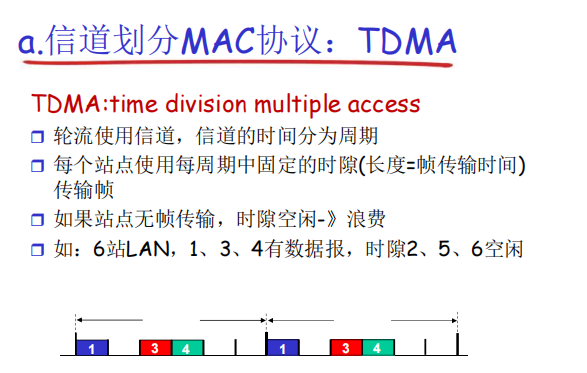 a.信道划分MAC协议：TDMA
TDMA:time division multiple access
轮流使用信道，信道的时间分为周期
每个站点使用每周期中固定的时隙(长度=帧传输时间)
传输帧
如果站点无帧传输，时隙空闲-》浪费
如：6站LAN，1、3、4有数据报，时隙2、5、6空闲
1 3 4 1 3 4